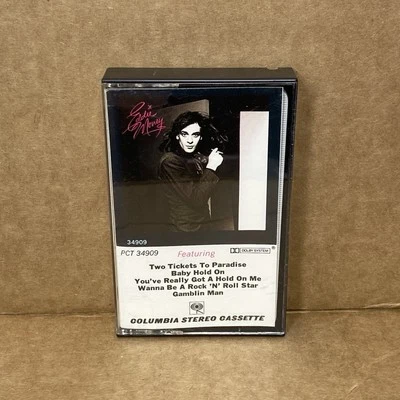 Eddie
Money
34909
PCT 34909
Featuring
DOLBY SYSTEM
®
Two Tickets To Paradise
Baby Hold On
You've Really Got A Hold On Me
Wanna Be A Rock 'N' Roll Star
Gamblin Man
COLUMBIA STEREO CASSETTE